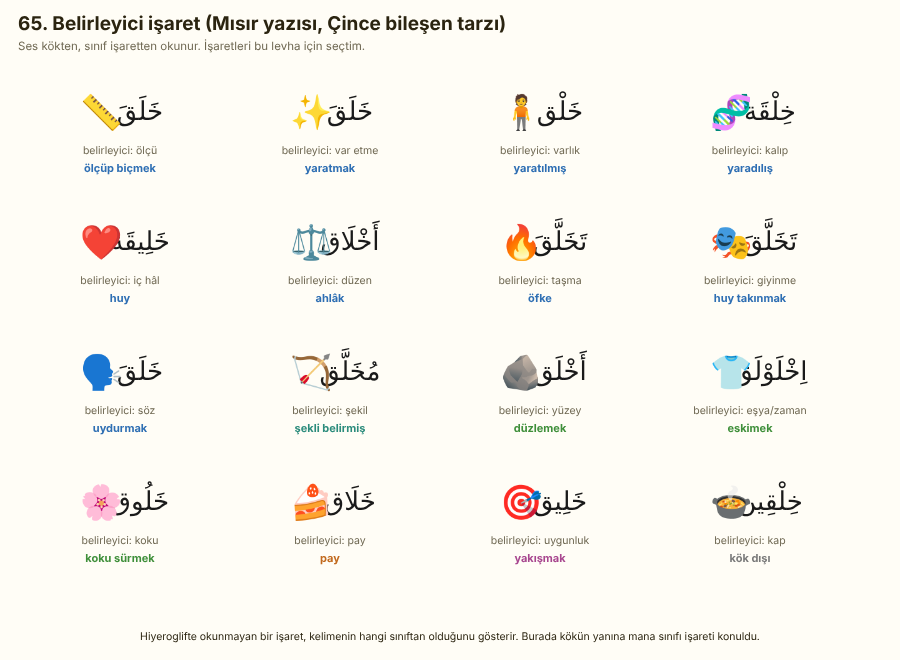 65. Belirleyici işaret (Mısır yazısı, Çince bileşen tarzı)
Ses kökten, sınıf işaretten okunur. İşaretleri bu levha için seçtim.
خَلَقَ
belirleyici: ölçü
ölçüp biçmek
خَلَقَ
belirleyici: var etme
yaratmak
خَلْق
belirleyici: varlık
yaratılmış
خِلْقَة
belirleyici: kalıp
yaradılış
خَلِيقَة
belirleyici: iç hâl
huy
أَخْلَاق
belirleyici: düzen
ahlâk
تَخَلَّقَ
belirleyici: taşma
öfke
تَخَلَّقَ
belirleyici: giyinme
huy takınmak
خَلَقَ
belirleyici: söz
uydurmak
مُخَلَّق
belirleyici: şekil
şekli belirmiş
أَخْلَق
belirleyici: yüzey
düzlemek
belirleyici: eşya/zaman
eskimek
خَلُوق
belirleyici: koku
koku sürmek
خَلَاق
belirleyici: pay
pay
خَلِيق
belirleyici: uygunluk
yakışmak
خِلْقِين
belirleyici: kap
kök dışı
Hiyeroglifte okunmayan bir işaret, kelimenin hangi sınıftan olduğunu gösterir. Burada kökün yanına mana sınıfı işareti konuldu.